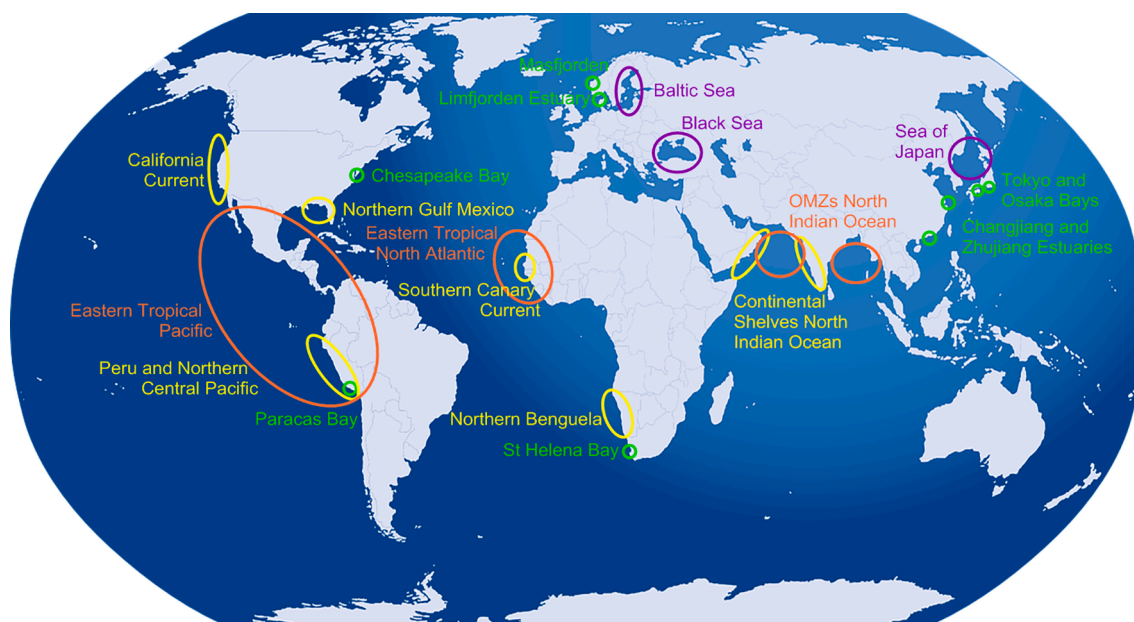 Masfjorden
Limfjorden Estuary
Baltic Sea
Black Sea
Sea of
Japan
California
Current
Chesapeake Bay
Tokyo and
Osaka Bays
Northern Gulf Mexico
OMZs North
Indian Ocean
Eastern Tropical
North Atlantic
Changjiang and
Zhujiang Estuaries
Southern Canary
Current
Continental
Shelves North
Indian Ocean
Eastern Tropical
Pacific
Peru and Northern
Central Pacific
Paracas Bay
Northern Benguela
St Helena Bay